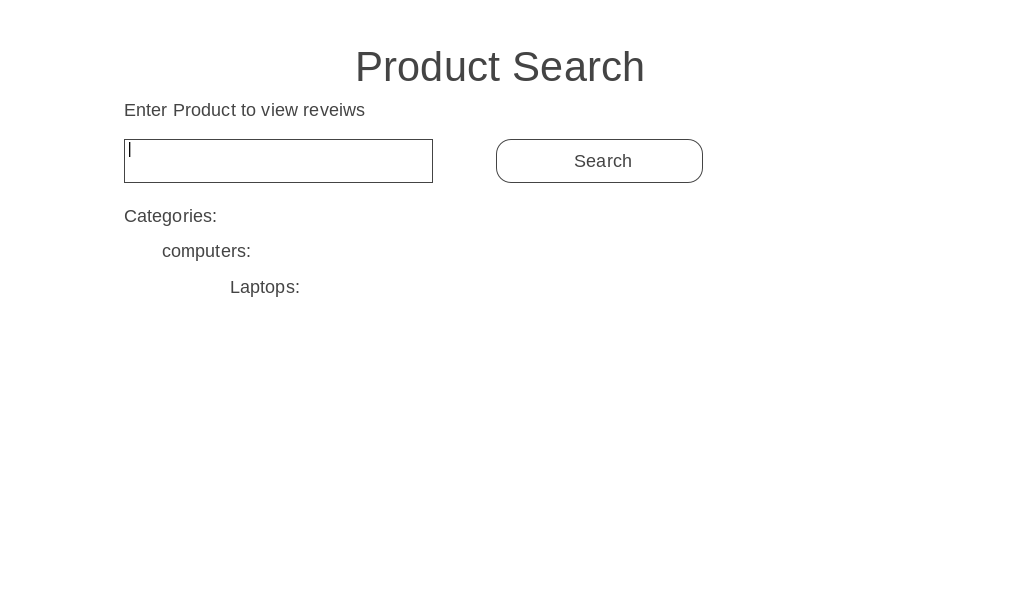 Product Search
Enter Product to view reveiws
Search
Categories:
computers:
Laptops: